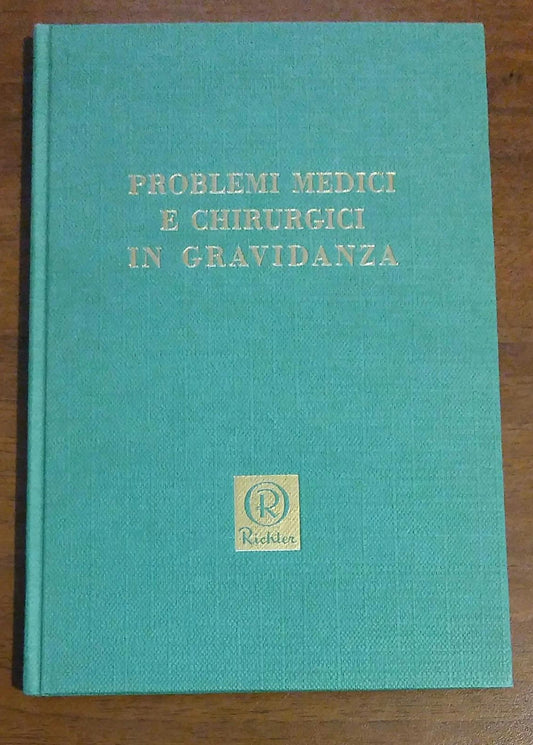 PROBLEMI MEDICI
E CHIRURGICI
IN GRAVIDANZA
R
Richter